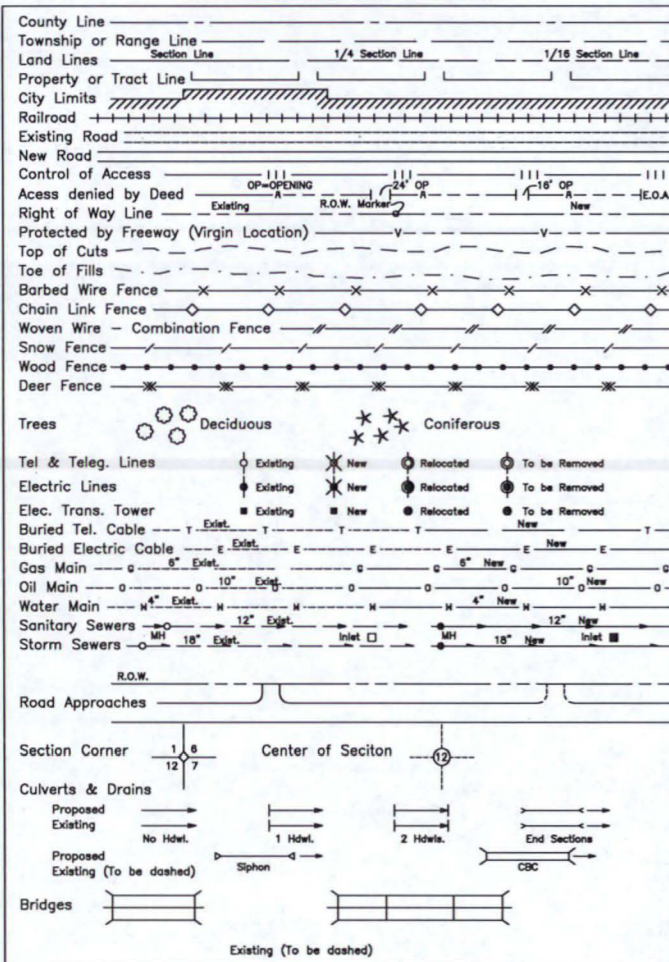 County Line
Township or Range Line
Land Lines Section Line 1/4 Section Line 1/16 Section Line
Property or Tract Line
City Limits
Railroad
Existing Road
New Road
Control of Access
OP=OPENING 24' OP 16' OP
Acess denied by Deed A A A E.O.A
R.O.W. Marker
Right of Way Line Existing New
Protected by Freeway (Virgin Location) V V
Top of Cuts
Toe of Fills
Barbed Wire Fence
Chain Link Fence
Woven Wire – Combination Fence
Snow Fence
Wood Fence
Deer Fence
Trees Deciduous Coniferous
Tel & Teleg. Lines Existing New Relocated To be Removed
Electric Lines Existing New Relocated To be Removed
Elec. Trans. Tower Existing New Relocated To be Removed
Buried Tel. Cable T Exist. T T T New T
Buried Electric Cable E Exist. E E E E New E
Gas Main G 6" Exist. G G 6" New G G
Oil Main O O 10" Exist. O O O O O 10" New O
Water Main W 4" Exist. W W W W 4" New W W
Sanitary Sewers 12" Exist. 12" New
Storm Sewers MH 18" Exist. Inlet MH 18" New Inlet
R.O.W.
Road Approaches
Section Corner 1 6 12 7 Center of Seciton 12
Culverts & Drains
Proposed
Existing
No Hdwl. 1 Hdwl. 2 Hdwls. End Sections
Proposed
Existing (To be dashed) Siphon CBC
Bridges
Existing (To be dashed)